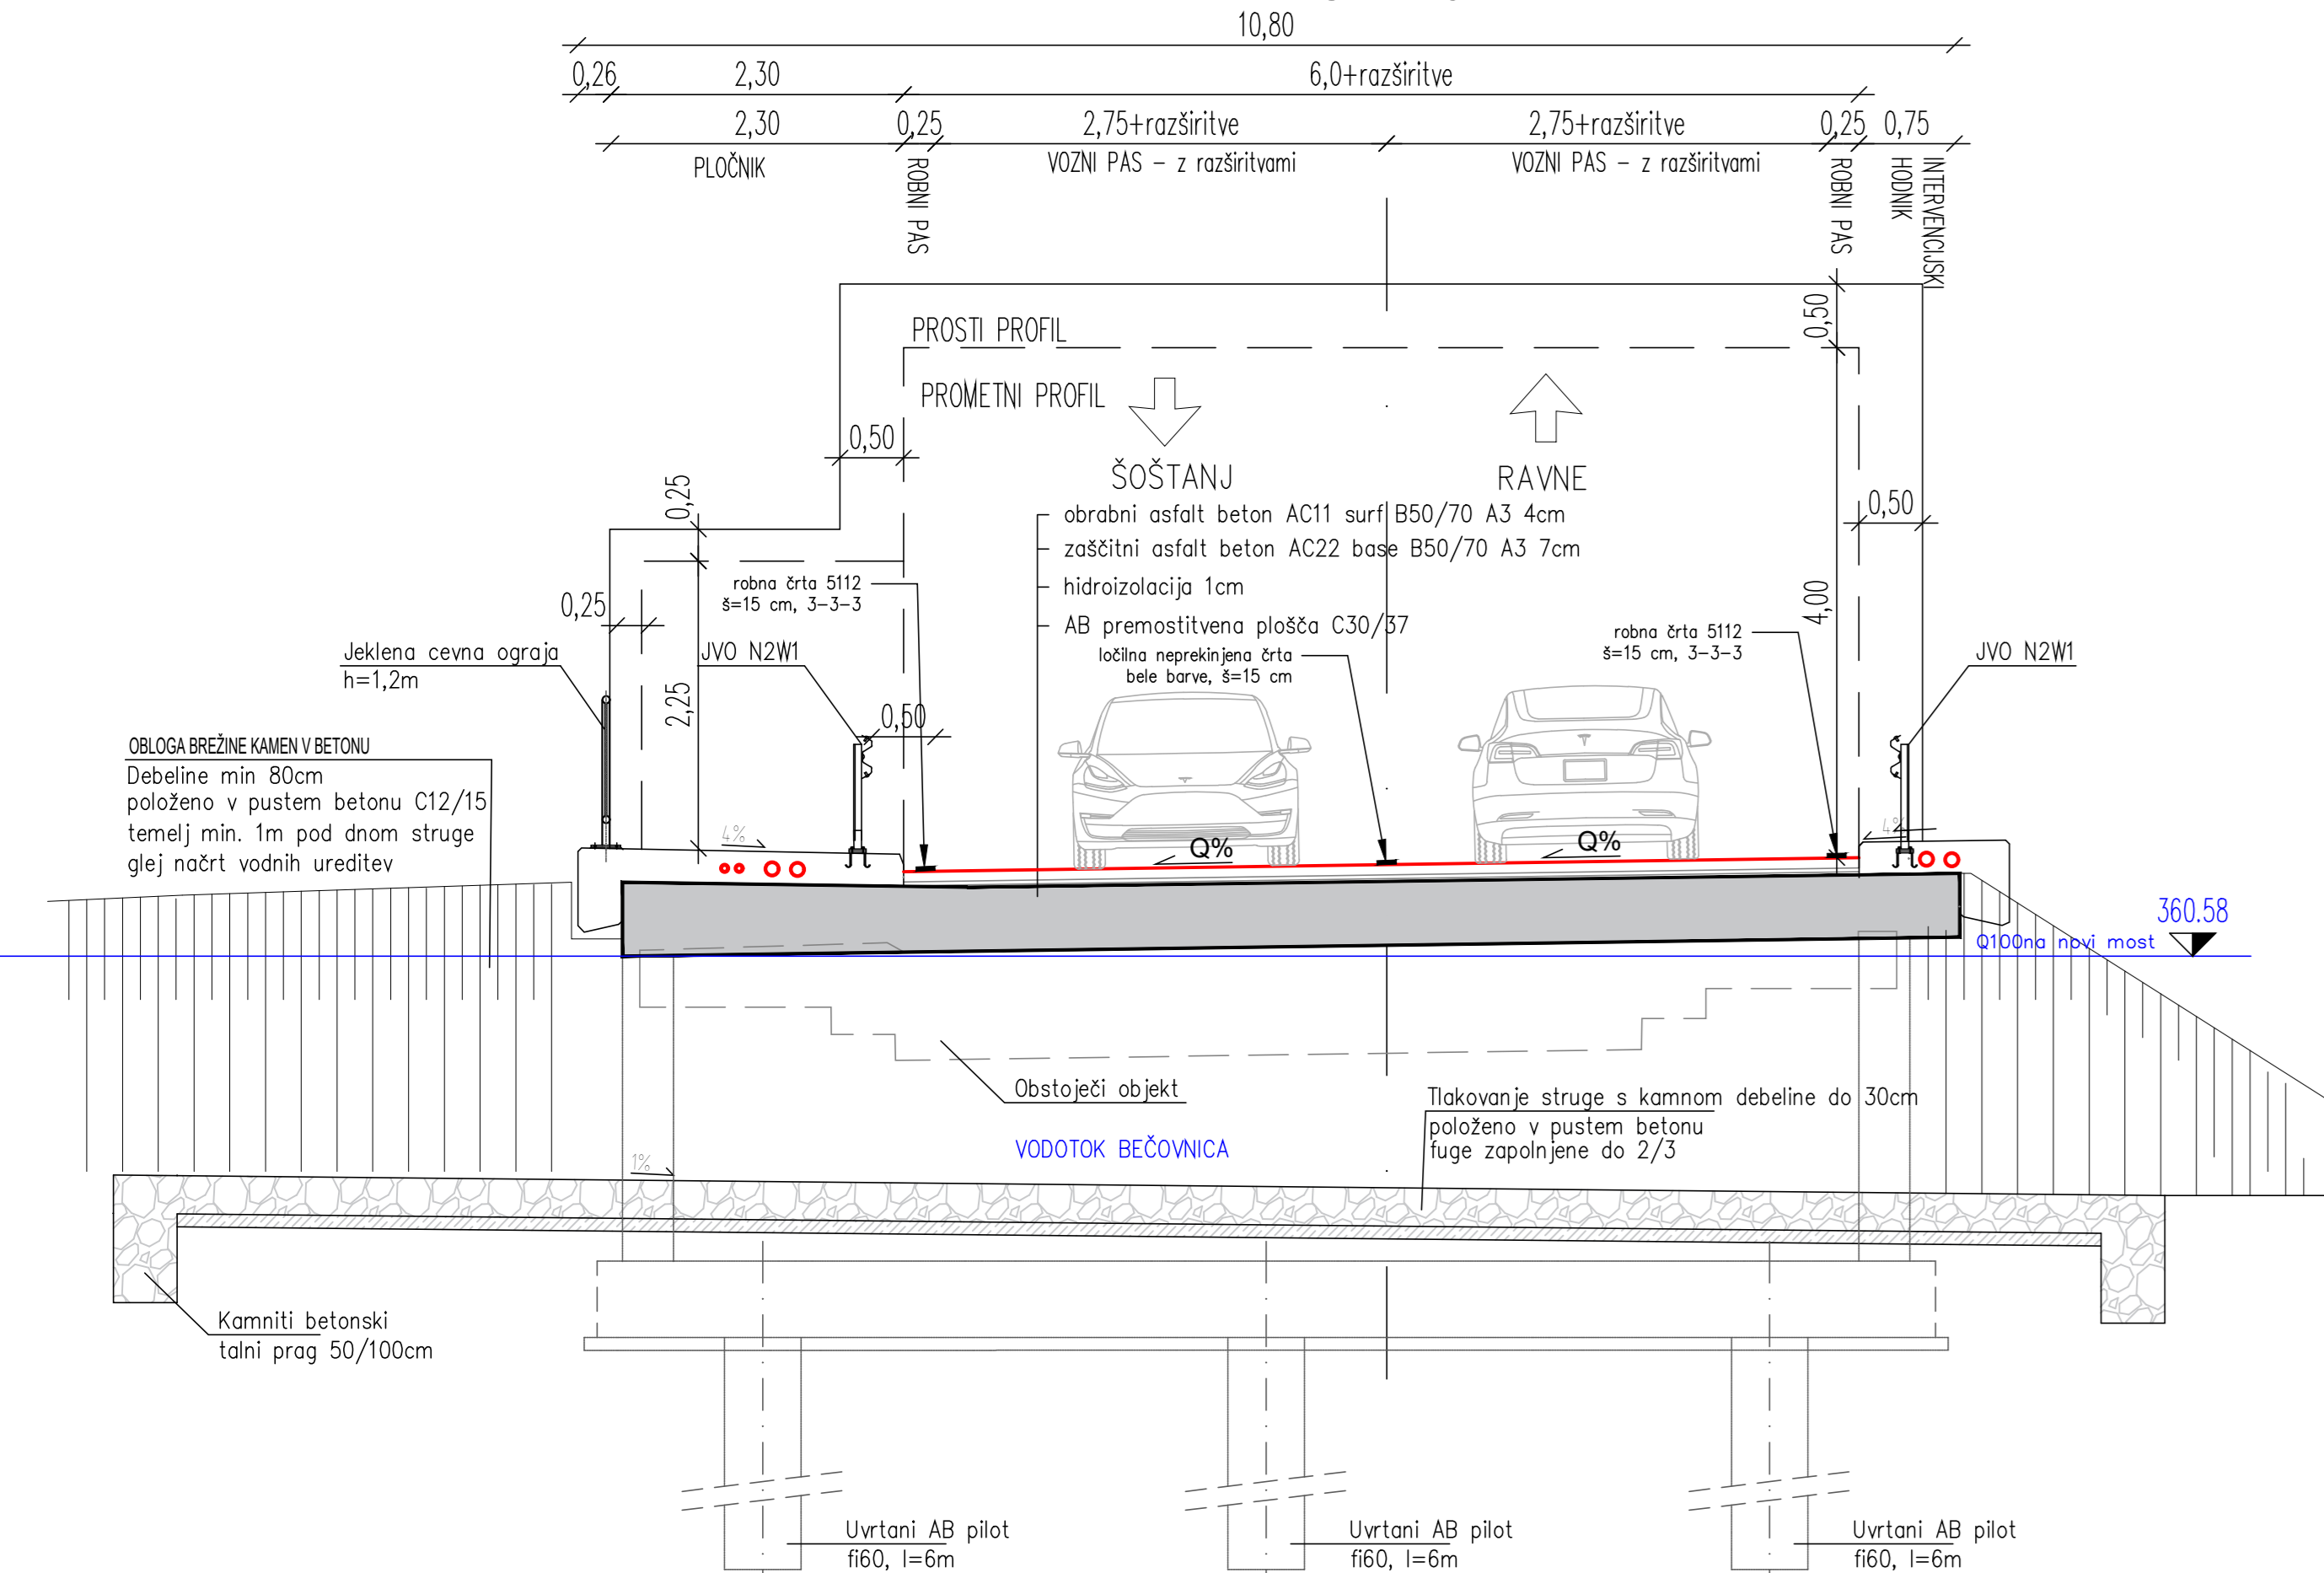 10,80
0,26
2,30
6,0+razširitve
2,30
0,25
2,75+razširitve
2,75+razširitve
0,25
0,75
PLOČNIK
ROBNI PAS
VOZNI PAS - z razširitvami
VOZNI PAS - z razširitvami
ROBNI PAS
INTERVENCIJSKI
HODNIK
PROSTI PROFIL
0,50
PROMETNI PROFIL
0,50
ŠOŠTANJ
RAVNE
0,25
0,50
obrabni asfalt beton AC11 surf B50/70 A3 4cm
zaščitni asfalt beton AC22 base B50/70 A3 7cm
hidroizolacija 1cm
AB premostitvena plošča C30/37
robna črta 5112
š=15 cm, 3-3-3
0,25
4,00
robna črta 5112
š=15 cm, 3-3-3
Jeklena cevna ograja
h=1,2m
JVO N2W1
ločilna neprekinjena črta
bele barve, š=15 cm
JVO N2W1
2,25
0,50
OBLOGA BREŽINE KAMEN V BETONU
Debeline min 80cm
položeno v pustem betonu C12/15
temelj min. 1m pod dnom struge
glej načrt vodnih ureditev
4%
Q%
Q%
4%
360.58
Q100na novi most
Obstoječi objekt
Tlakovanje struge s kamnom debeline do 30cm
položeno v pustem betonu
fuge zapolnjene do 2/3
VODOTOK BEČOVNICA
1%
Kamniti betonski
talni prag 50/100cm
Uvrtani AB pilot
fi60, l=6m
Uvrtani AB pilot
fi60, l=6m
Uvrtani AB pilot
fi60, l=6m